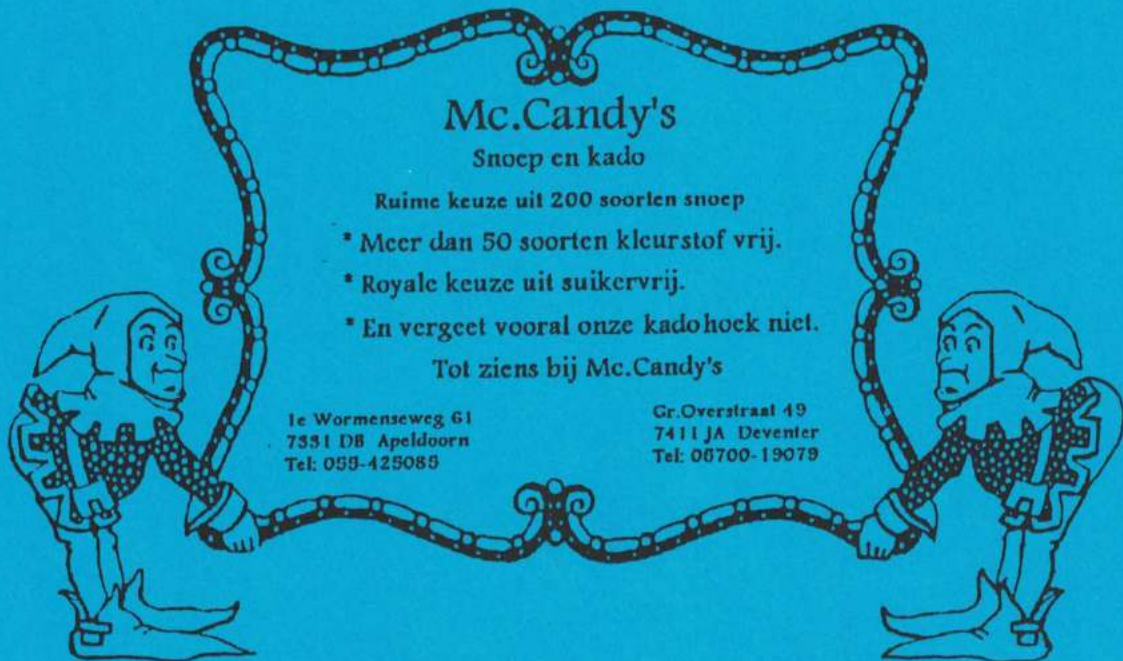 Mc.Candy's
Snoep en kado
Ruime keuze uit 200 soorten snoep
* Meer dan 50 soorten kleurstof vrij.
* Royale keuze uit suikervrij.
* En vergeet vooral onze kadohoek niet.
Tot ziens bij Mc.Candy's
1e Wormenseweg 61
7331 DB Apeldoorn
Tel: 055-425085
Gr.Overstraat 49
7411 JA Deventer
Tel: 05700-19079